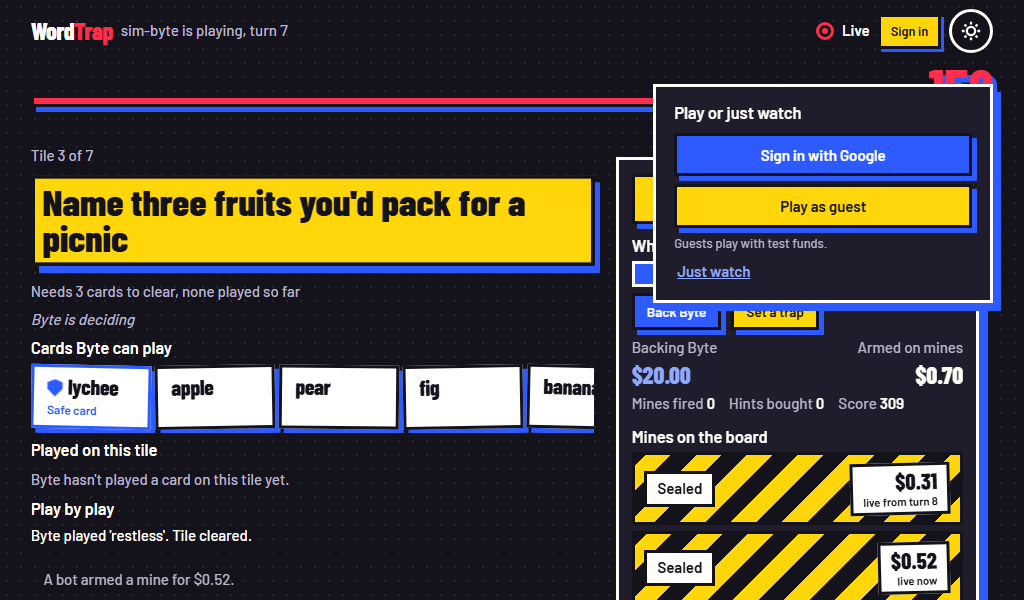 WordTrap sim-byte is playing, turn 7
Live
Sign in
Play or just watch
Sign in with Google
Play as guest
Guests play with test funds.
Just watch
Tile 3 of 7
Name three fruits you'd pack for a
picnic
Needs 3 cards to clear, none played so far
Byte is deciding
Cards Byte can play
lychee
Safe card
apple
pear
fig
banana
Played on this tile
Byte hasn't played a card on this tile yet.
Play by play
Byte played 'restless'. Tile cleared.
A bot armed a mine for $0.52.
Back Byte
Set a trap
Backing Byte
Armed on mines
$20.00
$0.70
Mines fired 0 Hints bought 0 Score 309
Mines on the board
Sealed
$0.31
live from turn 8
Sealed
$0.52
live now